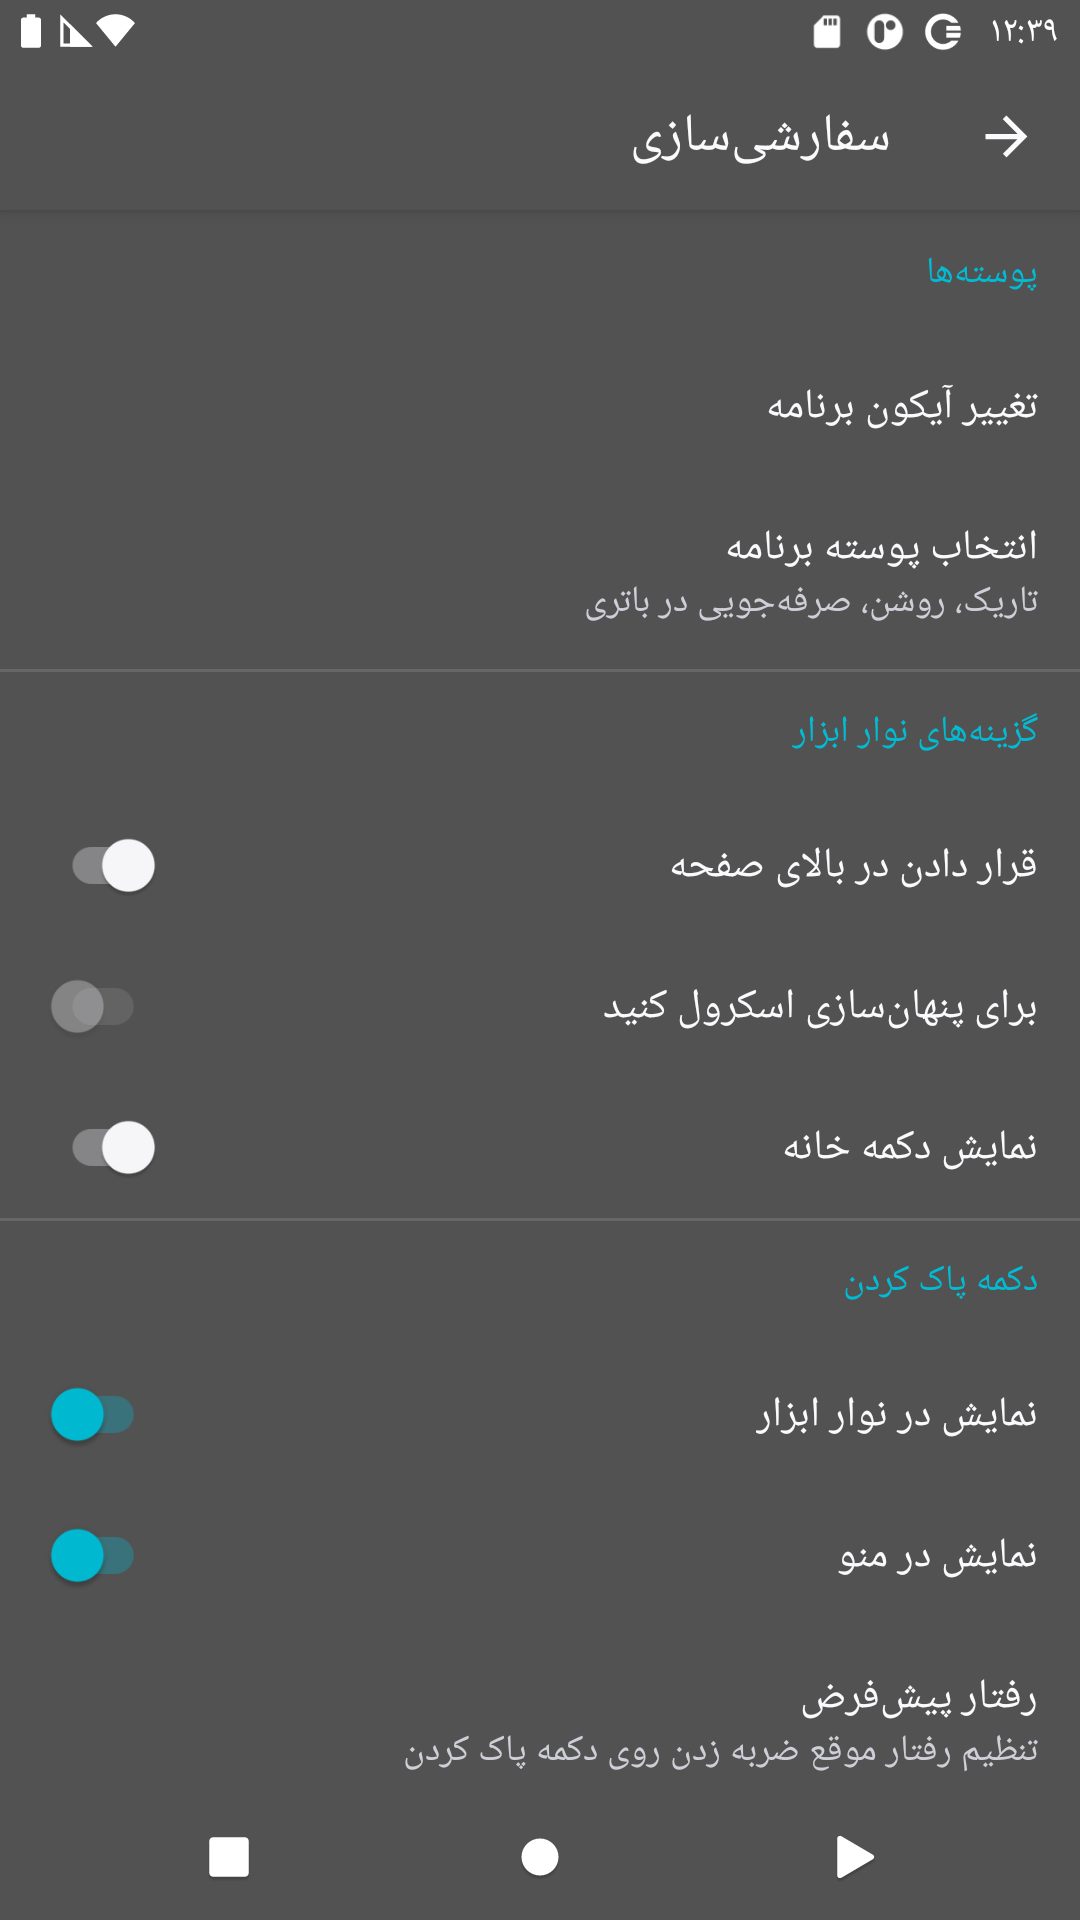 ۱۲:۳۹
سفارشی‌سازی
پوسته‌ها
تغییر آیکون برنامه
انتخاب پوسته برنامه
تاریک، روشن، صرفه‌جویی در باتری
گزینه‌های نوار ابزار
قرار دادن در بالای صفحه
برای پنهان‌سازی اسکرول کنید
نمایش دکمه خانه
دکمه پاک کردن
نمایش در نوار ابزار
نمایش در منو
رفتار پیش‌فرض
تنظیم رفتار موقع ضربه زدن روی دکمه پاک کردن